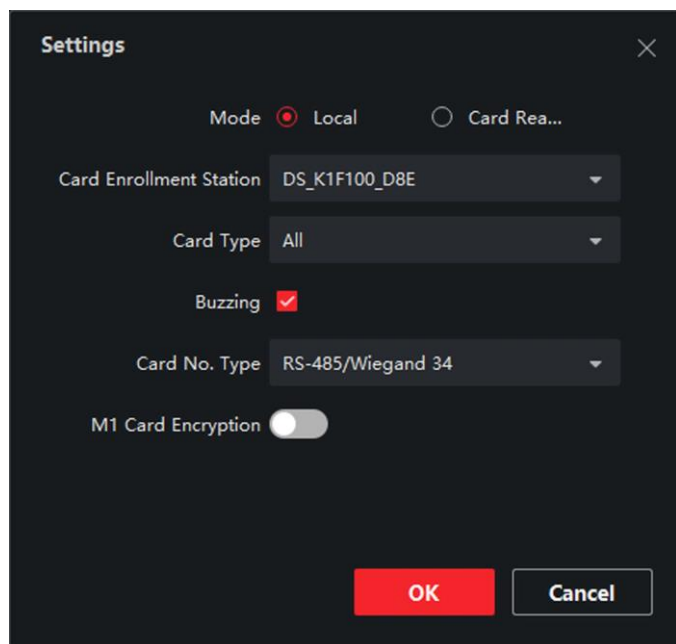 Settings
Mode Local Card Rea...
Card Enrollment Station DS_K1F100_D8E
Card Type All
Buzzing
Card No. Type RS-485/Wiegand 34
M1 Card Encryption
OK Cancel